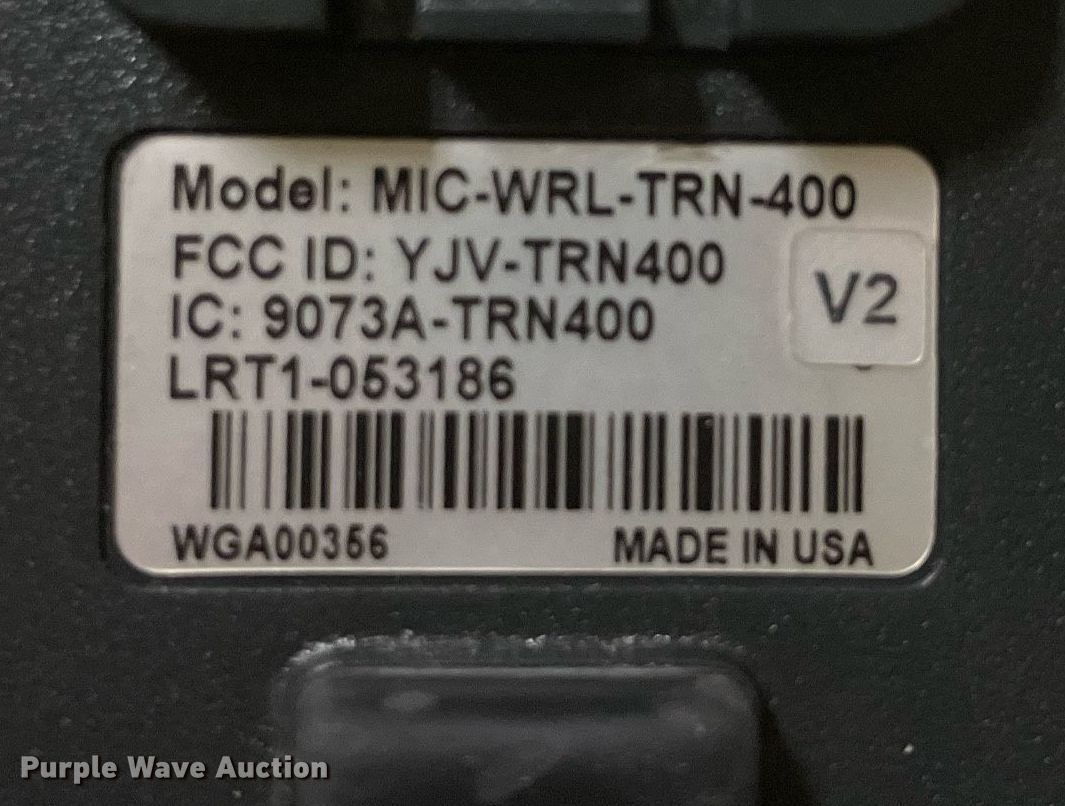 Model: MIC-WRL-TRN-400
FCC ID: YJV-TRN400
IC: 9073A-TRN400
V2
LRT1-053186
WGA00356 MADE IN USA
Purple Wave Auction